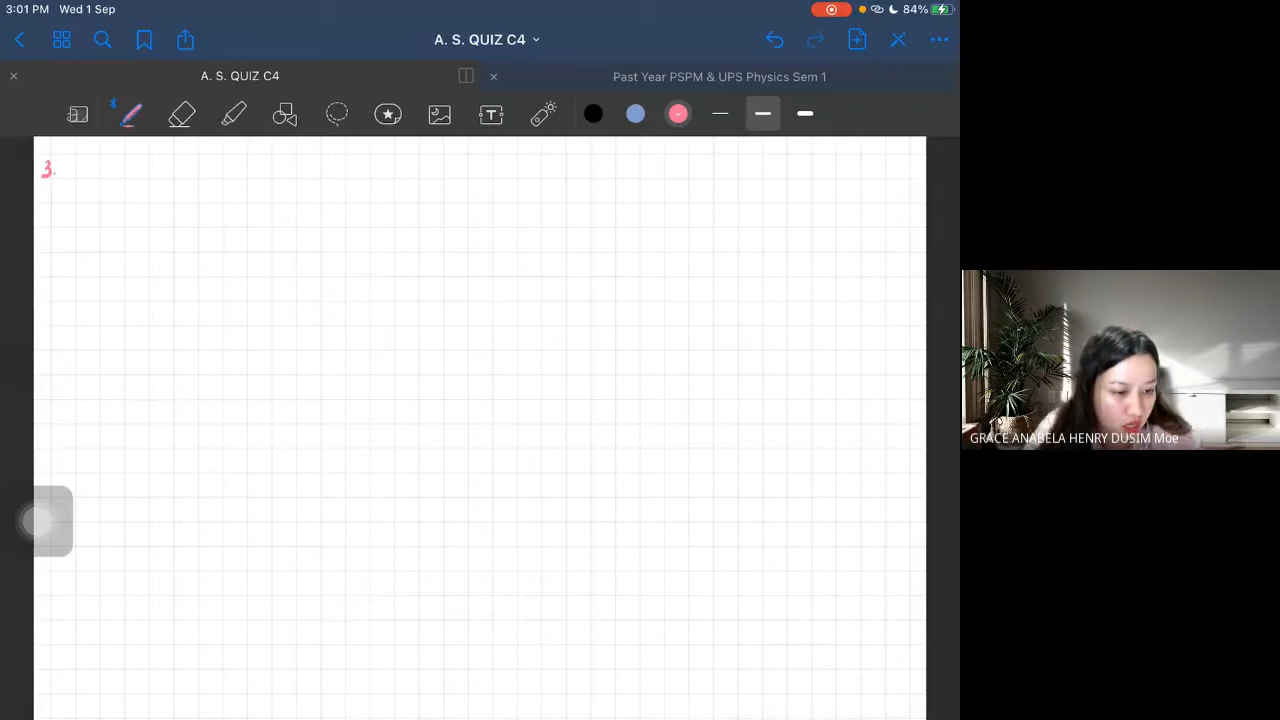 3:01 PM Wed 1 Sep
84%
A. S. QUIZ C4
A. S. QUIZ C4
Past Year PSPM & UPS Physics Sem 1
T
3.
GRACE ANABELA HENRY DUSIM Moe